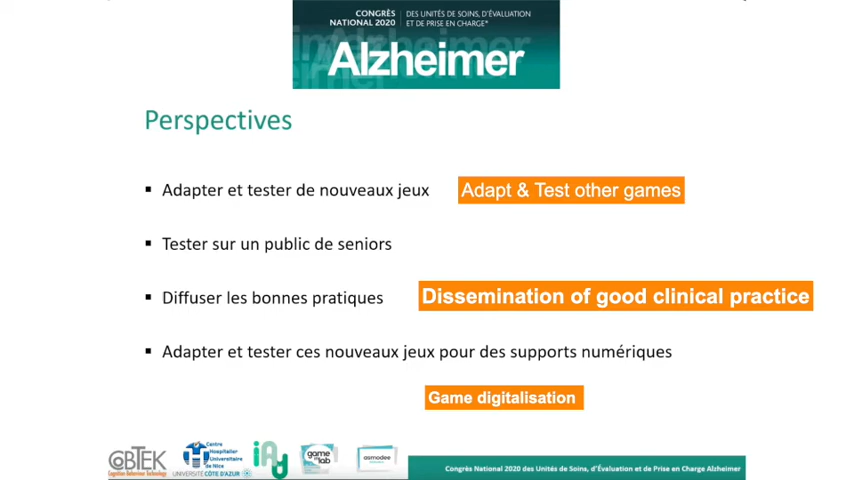 CONGRÈS
NATIONAL 2020
DES UNITÉS DE SOINS, D'ÉVALUATION
ET DE PRISE EN CHARGE*
Alzheimer
Perspectives
▪ Adapter et tester de nouveaux jeux
Adapt & Test other games
▪ Tester sur un public de seniors
▪ Diffuser les bonnes pratiques
Dissemination of good clinical practice
▪ Adapter et tester ces nouveaux jeux pour des supports numériques
Game digitalisation
CoBTEK
Cognition Behaviour Technology
Centre
Hospitalier
Universitaire
de Nice
UNIVERSITÉ CÔTE D'AZUR
game in lab
asmodee
Congrès National 2020 des Unités de Soins, d'Évaluation et de Prise en Charge Alzheimer